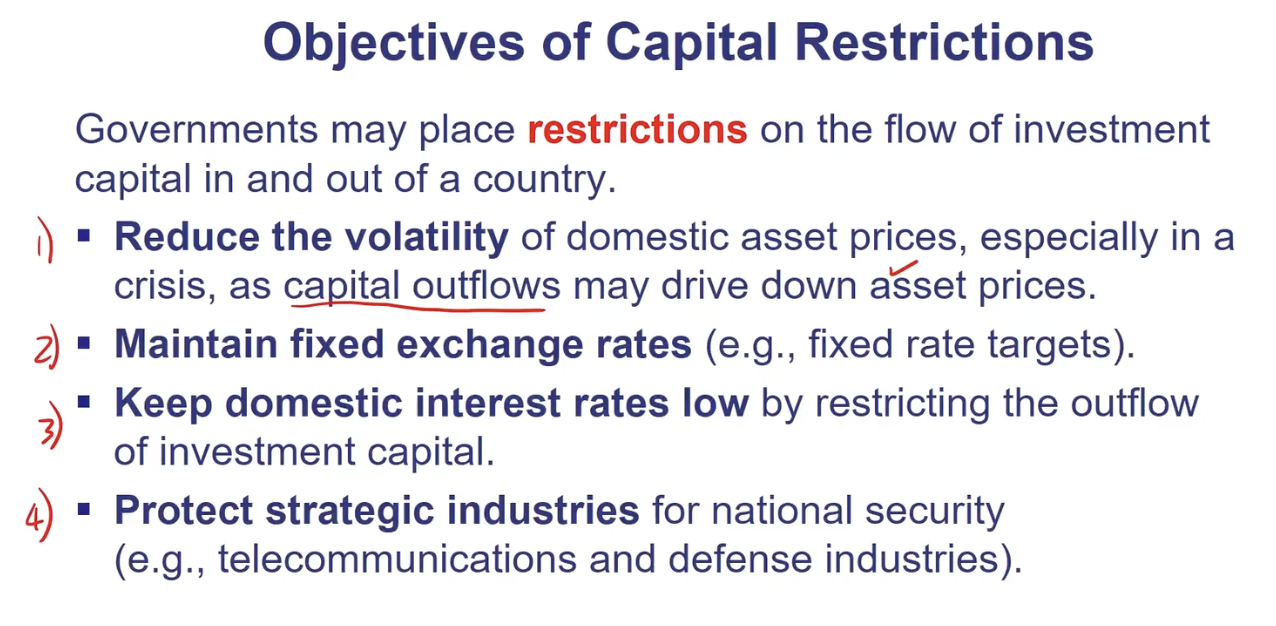 Objectives of Capital Restrictions
Governments may place restrictions on the flow of investment
capital in and out of a country.
1) ▪ Reduce the volatility of domestic asset prices, especially in a
crisis, as capital outflows may drive down asset prices.
2) ▪ Maintain fixed exchange rates (e.g., fixed rate targets).
3) ▪ Keep domestic interest rates low by restricting the outflow
of investment capital.
4) ▪ Protect strategic industries for national security
(e.g., telecommunications and defense industries).